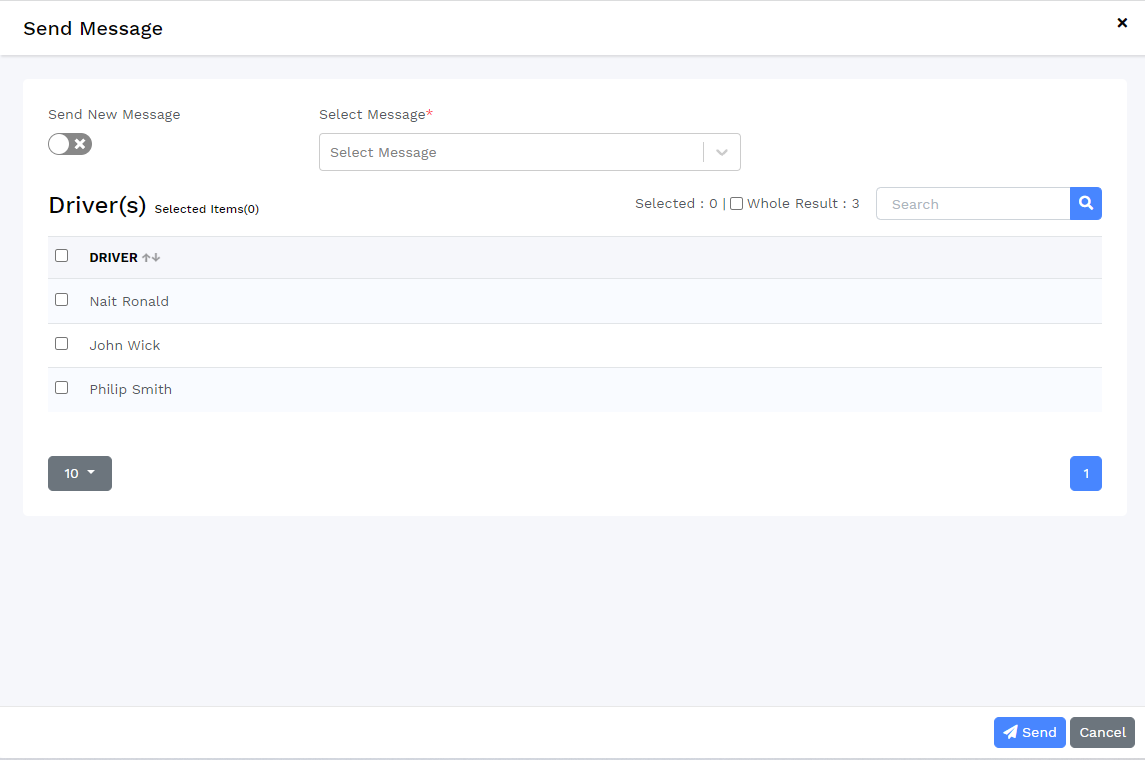 Send Message
Send New Message
Select Message*
Select Message
Driver(s) Selected Items(0)
Selected : 0 | Whole Result : 3
Search
DRIVER
Nait Ronald
John Wick
Philip Smith
10
1
Send
Cancel